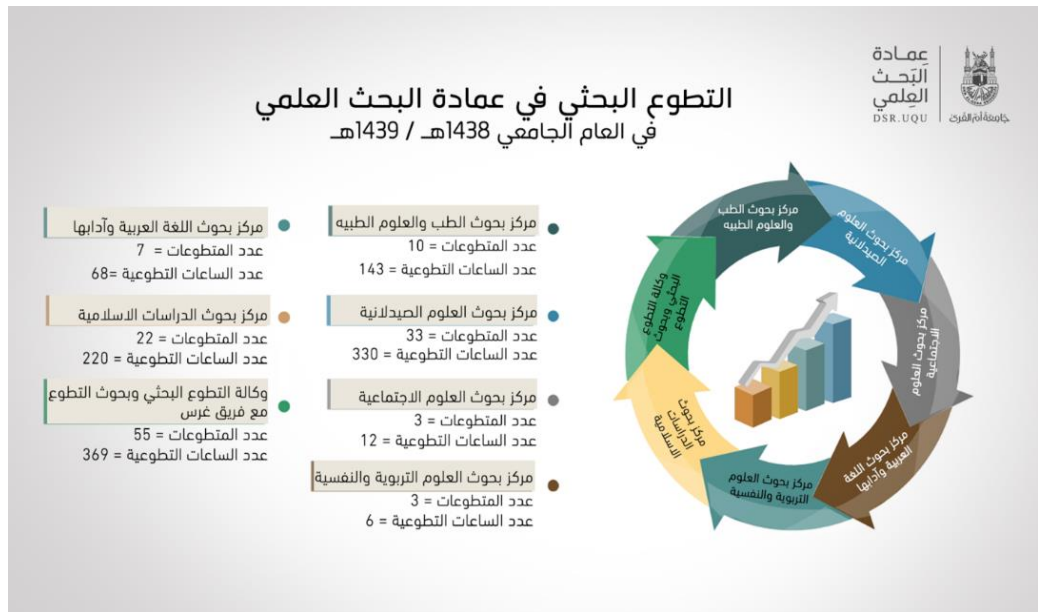 عمادة
البَحث
العِلمي
DSR.UQU
جامعة أم القرى
التطوع البحثي في عمادة البحث العلمي
في العام الجامعي 1438هـ / 1439هـ
مركز بحوث الطب والعلوم الطبيه
عدد المتطوعات = 10
عدد الساعات التطوعية = 143
مركز بحوث العلوم الصيدلانية
عدد المتطوعات = 33
عدد الساعات التطوعية = 330
مركز بحوث العلوم الاجتماعية
عدد المتطوعات = 3
عدد الساعات التطوعية = 12
مركز بحوث العلوم التربوية والنفسية
عدد المتطوعات = 3
عدد الساعات التطوعية = 6
مركز بحوث اللغة العربية وآدابها
عدد المتطوعات = 7
عدد الساعات التطوعية =68
مركز بحوث الدراسات الاسلامية
عدد المتطوعات = 22
عدد الساعات التطوعية = 220
وكالة التطوع البحثي وبحوث التطوع
مع فريق غرس
عدد المتطوعات = 55
عدد الساعات التطوعية = 369
مركز بحوث الطب
والعلوم الطبيه
مركز بحوث العلوم
الصيدلانية
مركز بحوث العلوم
الاجتماعية
مركز بحوث اللغة
العربية وآدابها
مركز بحوث العلوم
التربوية والنفسية
مركز بحوث
الدراسات
الاسلامية
وكالة التطوع
البحثي وبحوث
التطوع